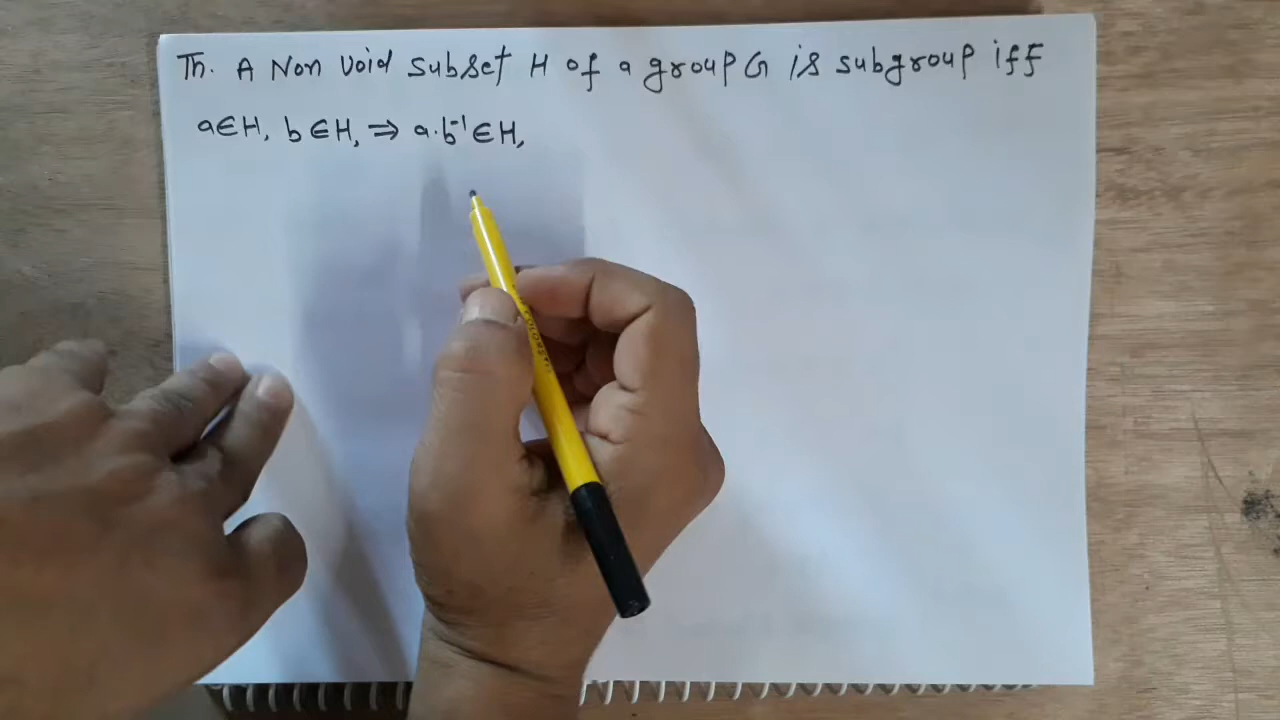 Th. A Non Void subset H of a group G is subgroup iff
a∈H, b∈H, ⇒ a.b⁻¹∈H,